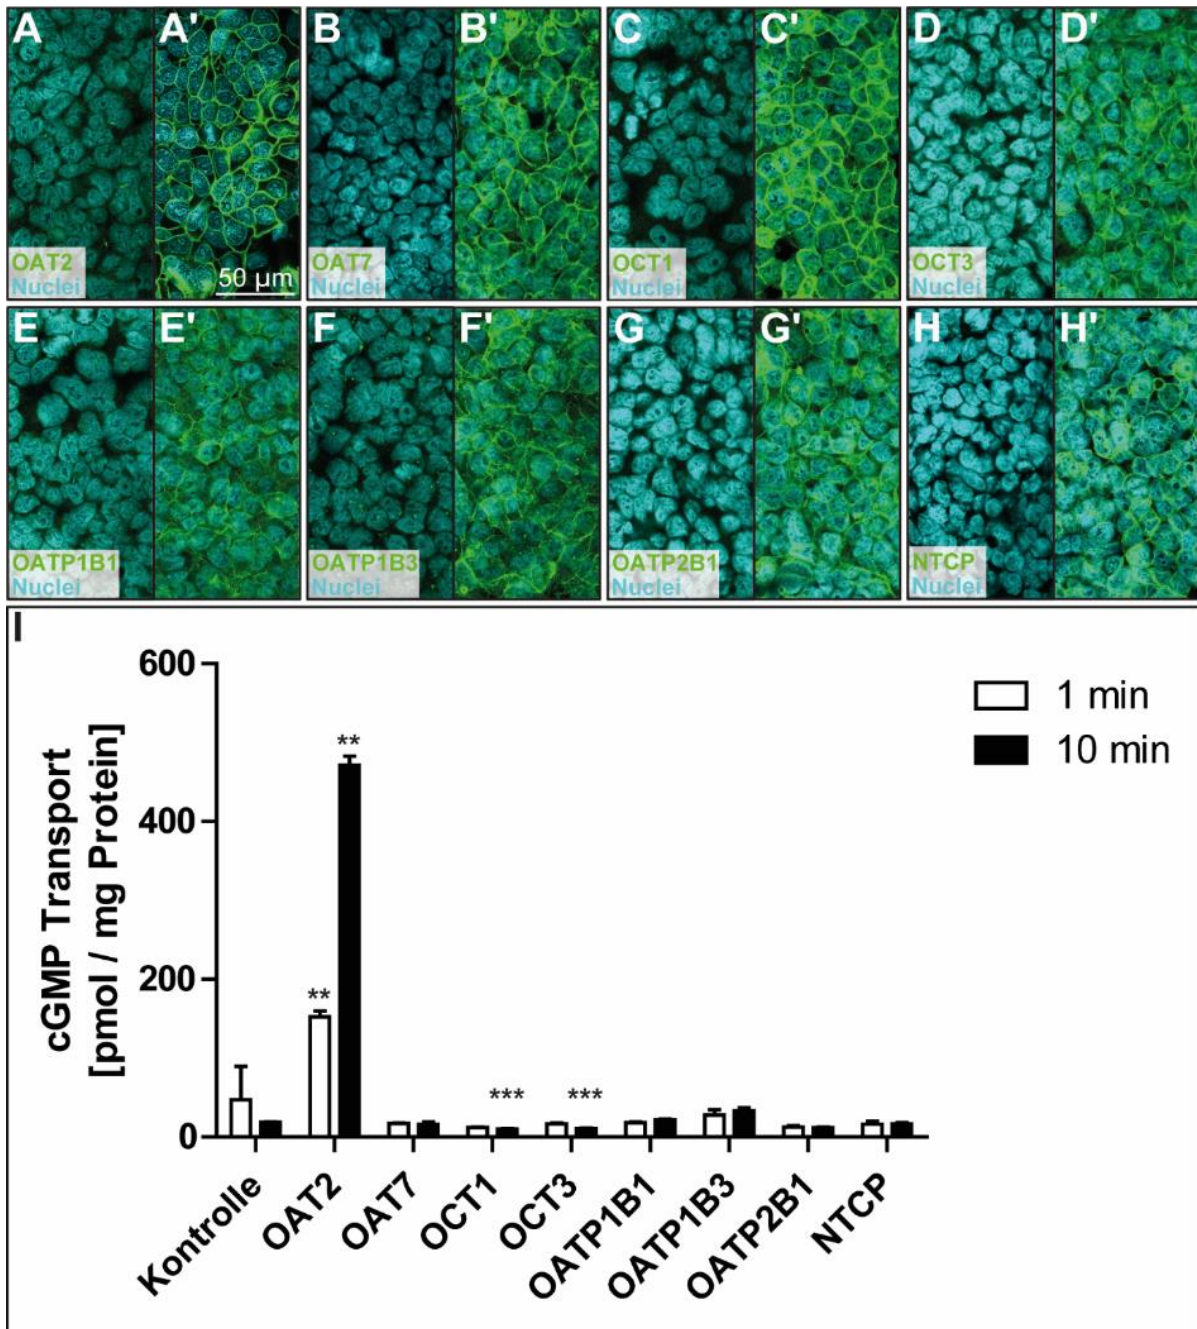 A A' B B' C C' D D'
OAT2 OAT7 OCT1 OCT3
Nuclei 50 µm Nuclei Nuclei Nuclei
E E' F F' G G' H H'
OATP1B1 OATP1B3 OATP2B1 NTCP
Nuclei Nuclei Nuclei Nuclei
I
cGMP Transport
[pmol / mg Protein]
600
400
200
0
1 min
10 min
**
**
***
***
Kontrolle
OAT2
OAT7
OCT1
OCT3
OATP1B1
OATP1B3
OATP2B1
NTCP